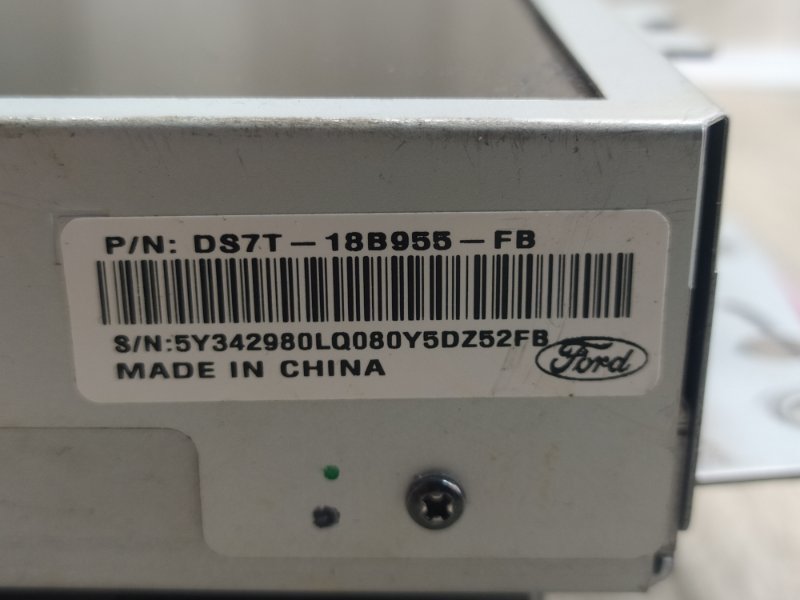 P/N: DS7T-18B955-FB
S/N:5Y342980LQ080Y5DZ52FB
Ford
MADE IN CHINA